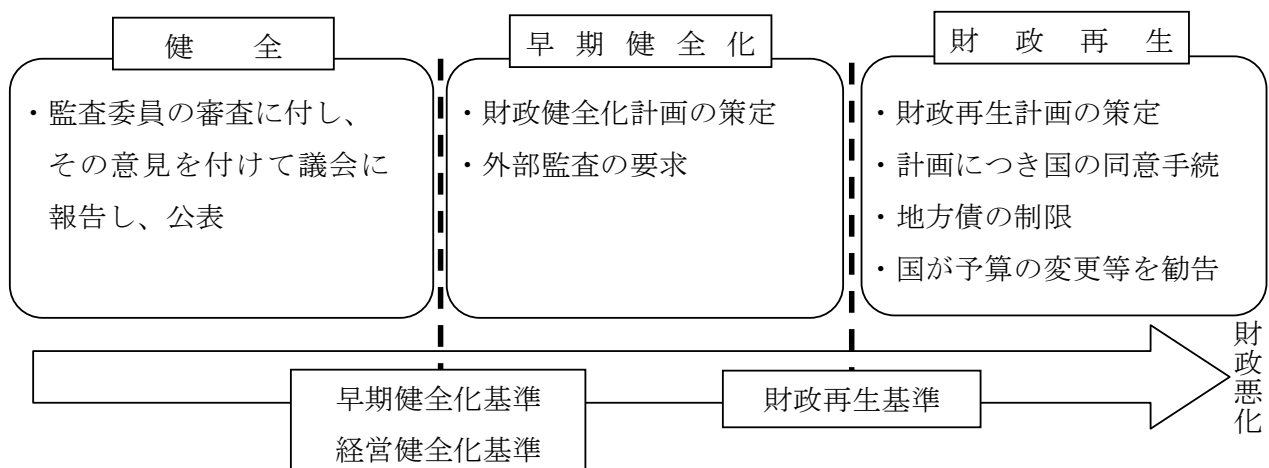 健全
・監査委員の審査に付し、
その意見を付けて議会に
報告し、公表
早期健全化
・財政健全化計画の策定
・外部監査の要求
財政再生
・財政再生計画の策定
・計画につき国の同意手続
・地方債の制限
・国が予算の変更等を勧告
早期健全化基準
経営健全化基準
財政再生基準
財政悪化